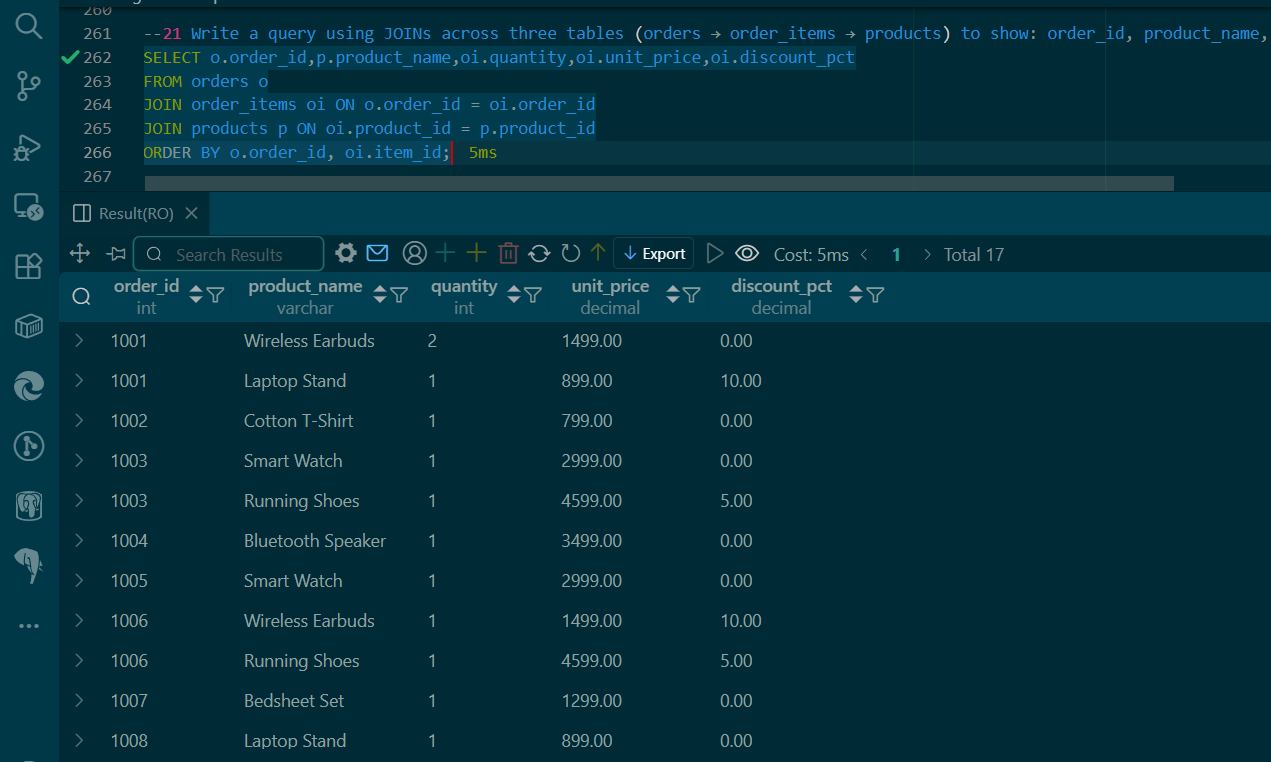 260
261 --21 Write a query using JOINs across three tables (orders → order_items → products) to show: order_id, product_name,
262 SELECT o.order_id,p.product_name,oi.quantity,oi.unit_price,oi.discount_pct
263 FROM orders o
264 JOIN order_items oi ON o.order_id = oi.order_id
265 JOIN products p ON oi.product_id = p.product_id
266 ORDER BY o.order_id, oi.item_id; 5ms
267
Result(RO)
Search Results Export Cost: 5ms 1 Total 17
order_id product_name quantity unit_price discount_pct
int varchar int decimal decimal
1001 Wireless Earbuds 2 1499.00 0.00
1001 Laptop Stand 1 899.00 10.00
1002 Cotton T-Shirt 1 799.00 0.00
1003 Smart Watch 1 2999.00 0.00
1003 Running Shoes 1 4599.00 5.00
1004 Bluetooth Speaker 1 3499.00 0.00
1005 Smart Watch 1 2999.00 0.00
1006 Wireless Earbuds 1 1499.00 10.00
1006 Running Shoes 1 4599.00 5.00
1007 Bedsheet Set 1 1299.00 0.00
1008 Laptop Stand 1 899.00 0.00